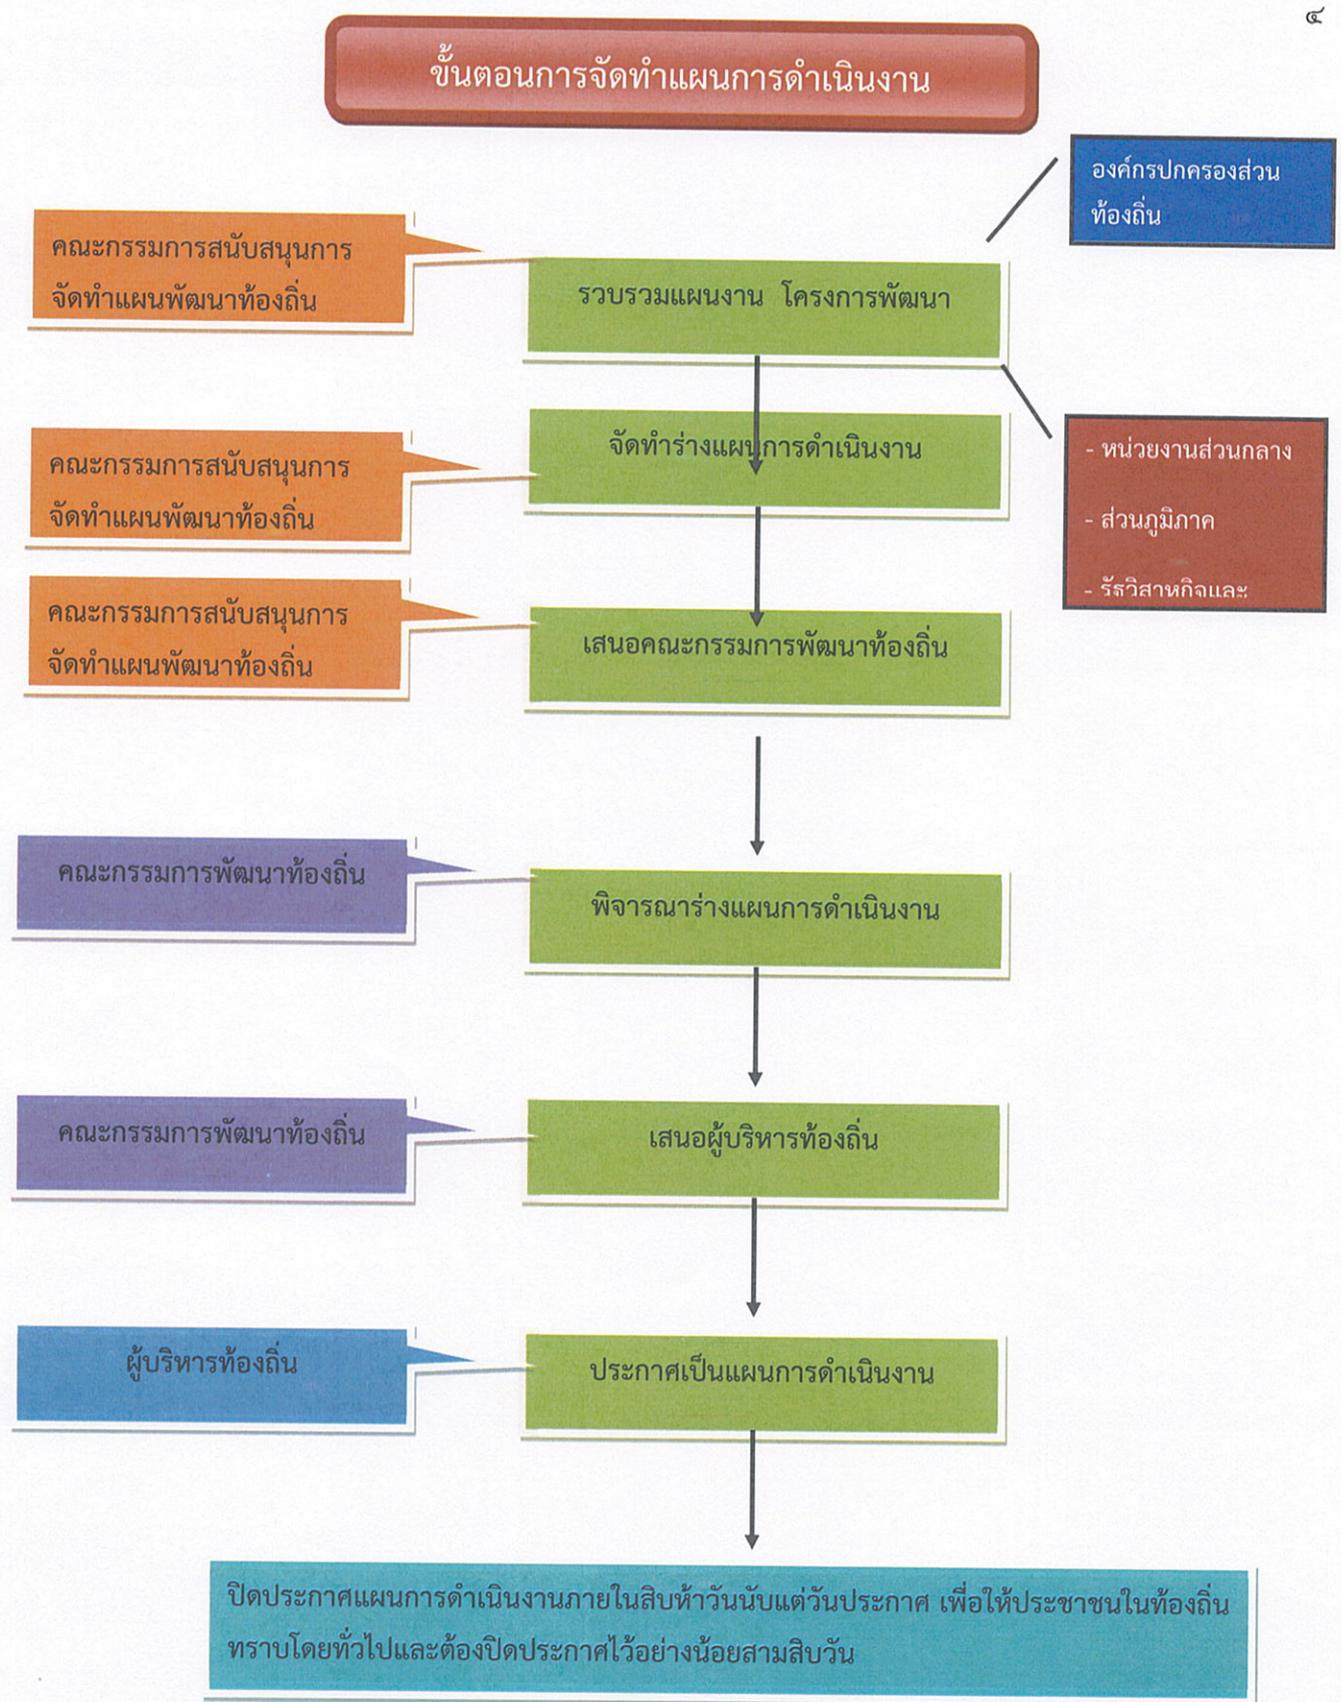 ๔
ขั้นตอนการจัดทำแผนการดำเนินงาน
องค์กรปกครองส่วน
ท้องถิ่น
คณะกรรมการสนับสนุนการ
จัดทำแผนพัฒนาท้องถิ่น
รวบรวมแผนงาน โครงการพัฒนา
จัดทำร่างแผนการดำเนินงาน
คณะกรรมการสนับสนุนการ
จัดทำแผนพัฒนาท้องถิ่น
- หน่วยงานส่วนกลาง
- ส่วนภูมิภาค
- รัฐวิสาหกิจและ
คณะกรรมการสนับสนุนการ
จัดทำแผนพัฒนาท้องถิ่น
เสนอคณะกรรมการพัฒนาท้องถิ่น
คณะกรรมการพัฒนาท้องถิ่น
พิจารณาร่างแผนการดำเนินงาน
คณะกรรมการพัฒนาท้องถิ่น
เสนอผู้บริหารท้องถิ่น
ผู้บริหารท้องถิ่น
ประกาศเป็นแผนการดำเนินงาน
ปิดประกาศแผนการดำเนินงานภายในสิบห้าวันนับแต่วันประกาศ เพื่อให้ประชาชนในท้องถิ่น
ทราบโดยทั่วไปและต้องปิดประกาศไว้อย่างน้อยสามสิบวัน